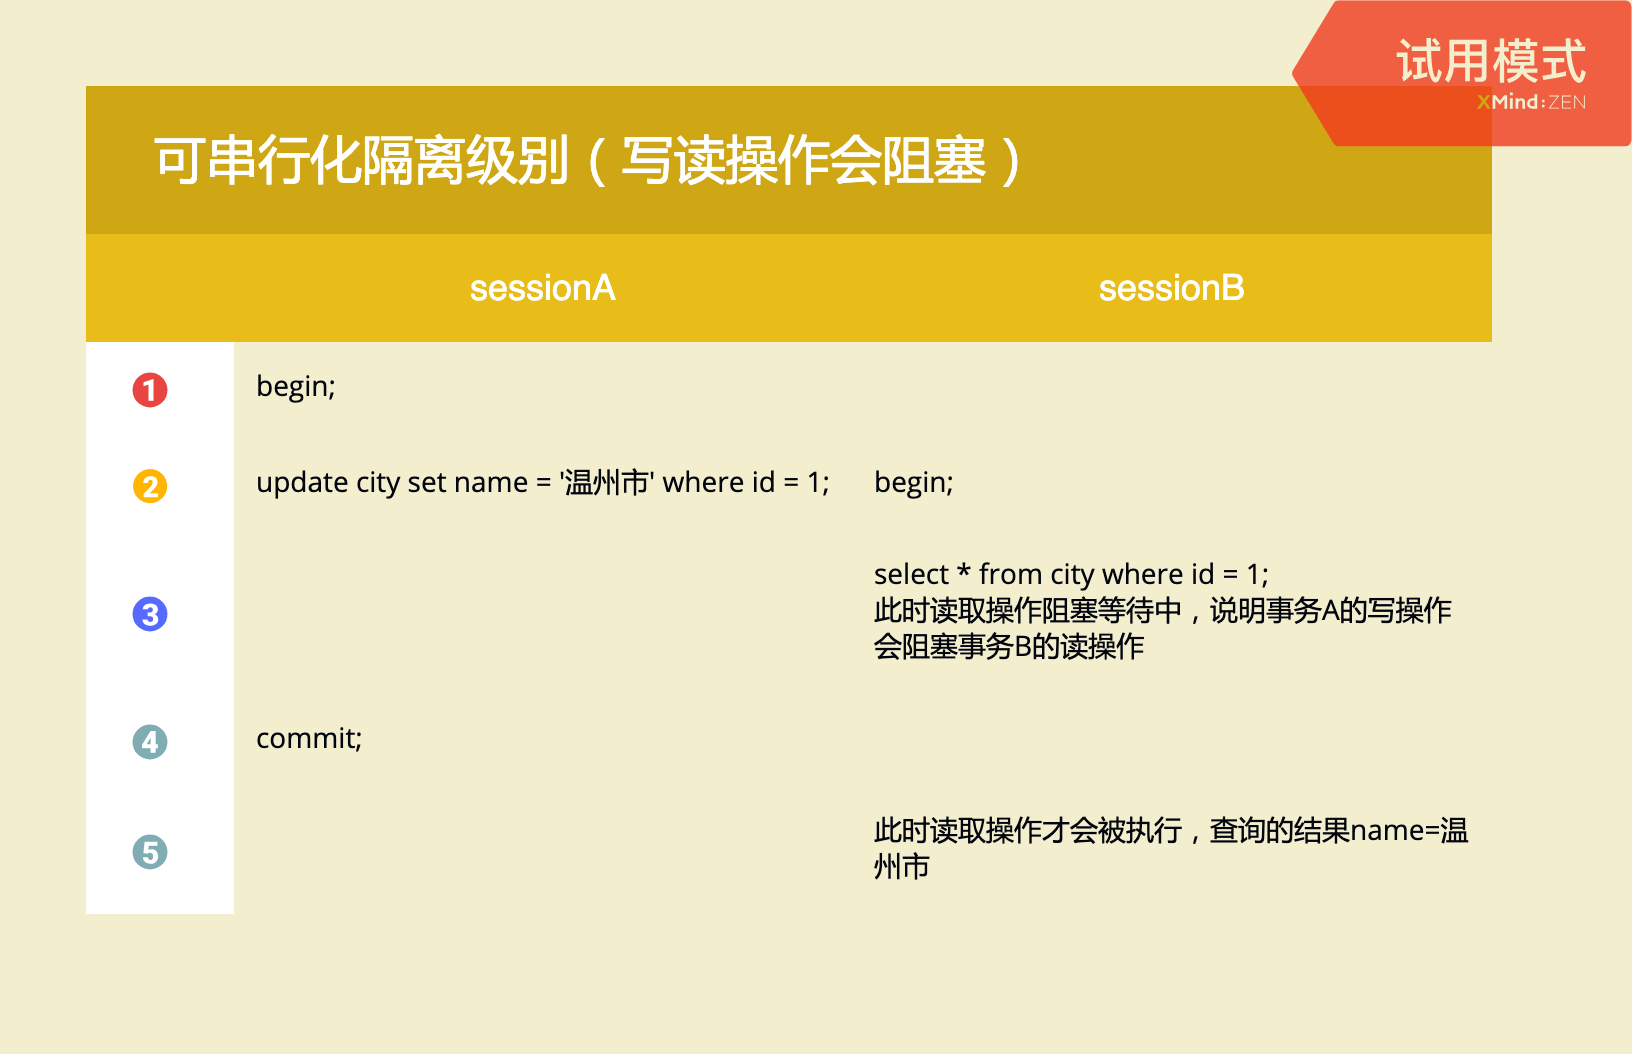 试用模式
XMind:ZEN
可串行化隔离级别（写读操作会阻塞）
sessionA sessionB
1 begin;
2 update city set name = '温州市' where id = 1; begin;
3 select * from city where id = 1;
此时读取操作阻塞等待中，说明事务A的写操作
会阻塞事务B的读操作
4 commit;
5 此时读取操作才会被执行，查询的结果name=温
州市